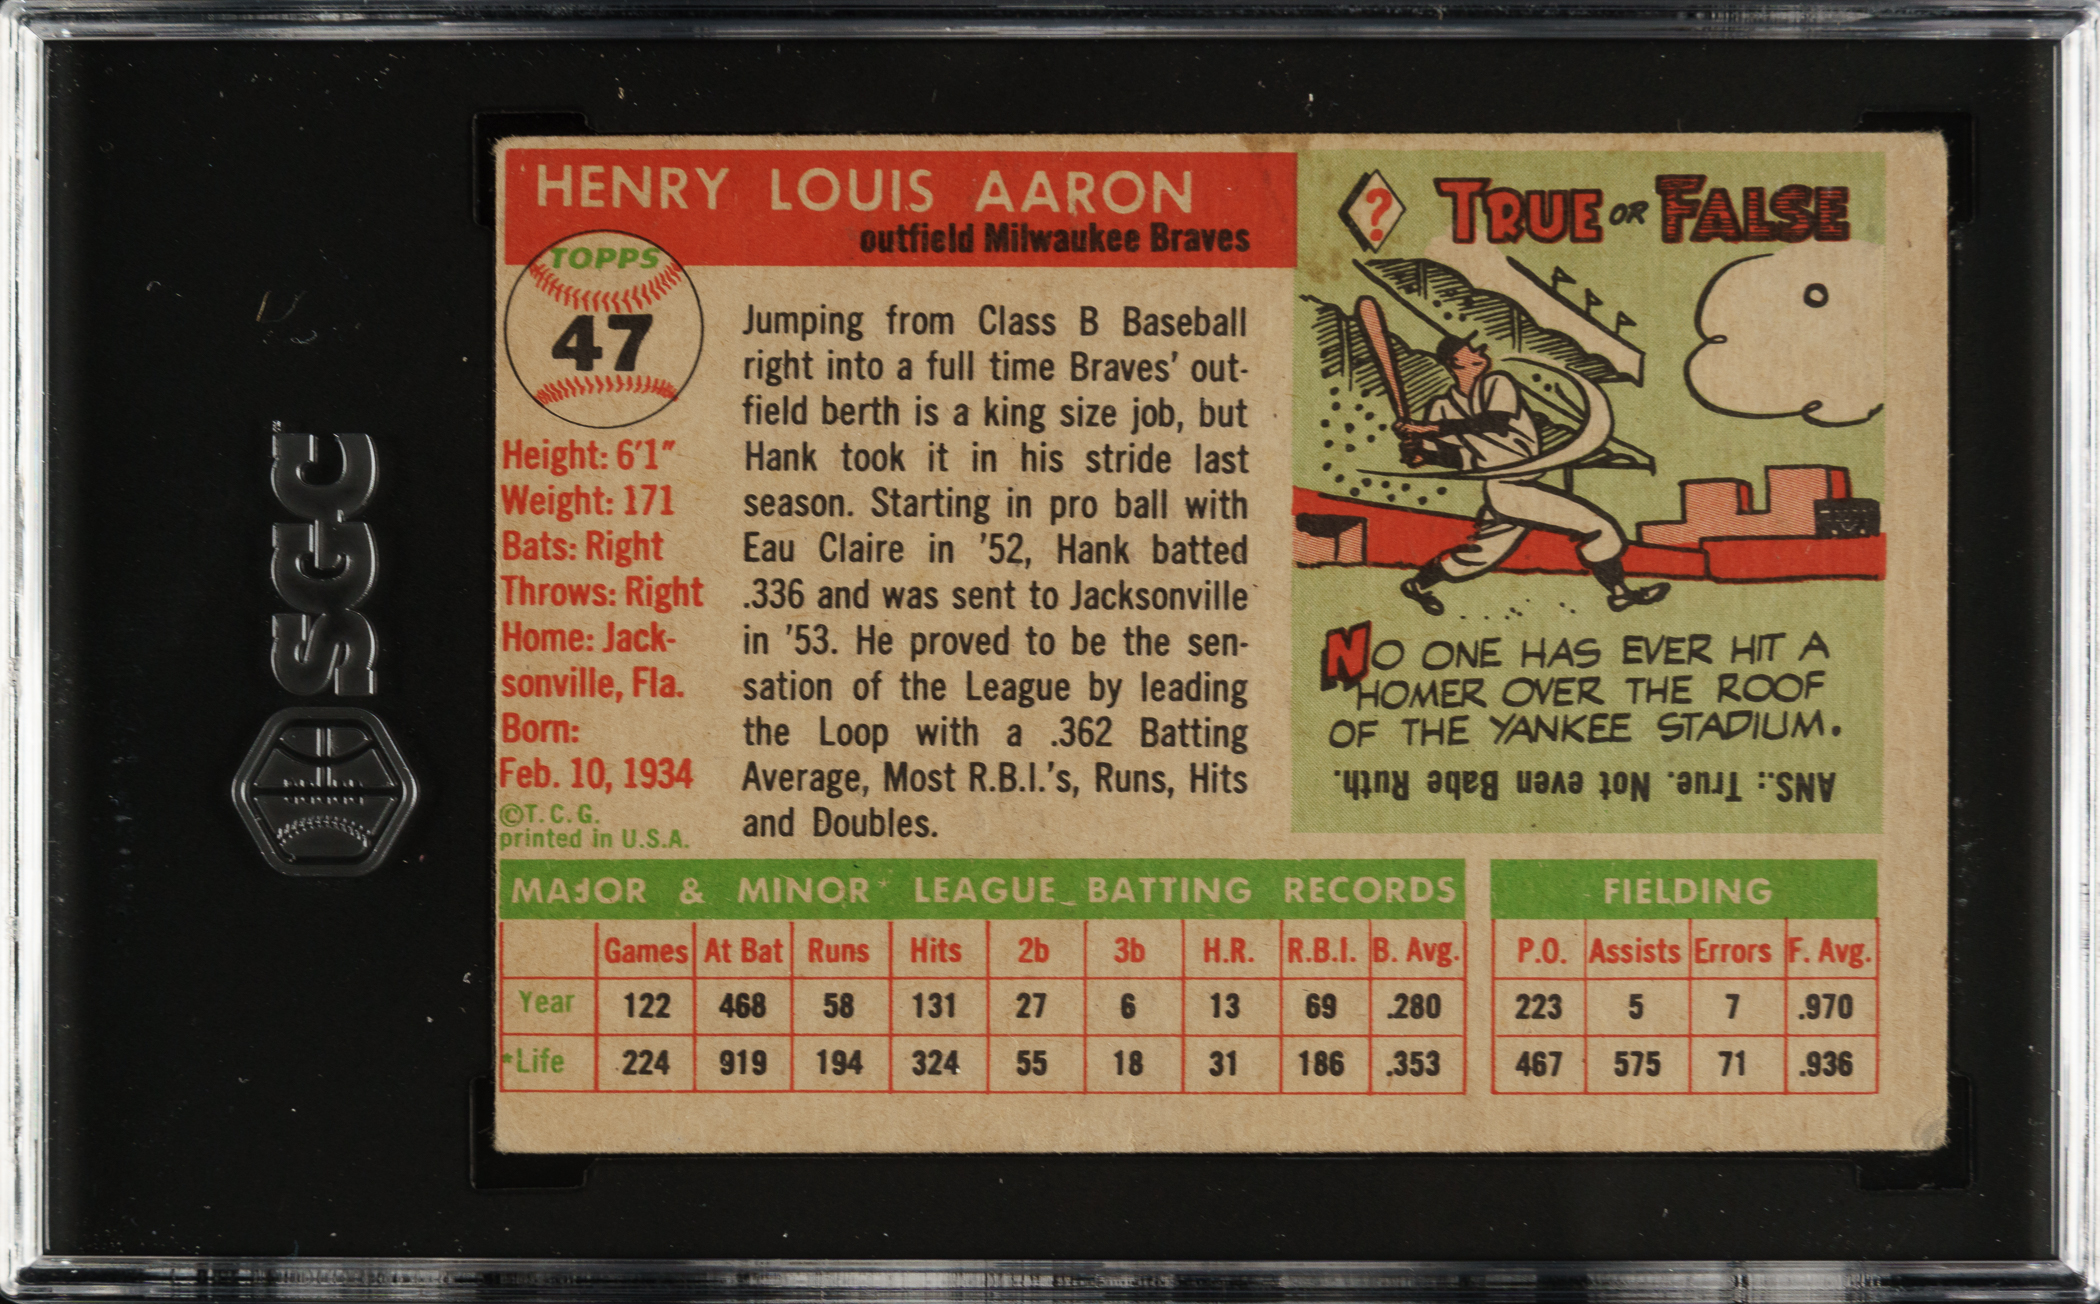 SGC
HENRY LOUIS AARON
outfield Milwaukee Braves
TOPPS
47
Height: 6'1"
Weight: 171
Bats: Right
Throws: Right
Home: Jack-
sonville, Fla.
Born:
Feb. 10, 1934
©T.C.G.
printed in U.S.A.
Jumping from Class B Baseball
right into a full time Braves' out-
field berth is a king size job, but
Hank took it in his stride last
season. Starting in pro ball with
Eau Claire in '52, Hank batted
.336 and was sent to Jacksonville
in '53. He proved to be the sen-
sation of the League by leading
the Loop with a .362 Batting
Average, Most R.B.I.'s, Runs, Hits
and Doubles.
? TRUE OR FALSE
NO ONE HAS EVER HIT A
HOMER OVER THE ROOF
OF THE YANKEE STADIUM.
ANS.: True. Not even Babe Ruth.
MAJOR & MINOR* LEAGUE BATTING RECORDS
Games At Bat Runs Hits 2b 3b H.R. R.B.I. B. Avg.
Year 122 468 58 131 27 6 13 69 .280
*Life 224 919 194 324 55 18 31 186 .353
FIELDING
P.O. Assists Errors F. Avg.
223 5 7 .970
467 575 71 .936